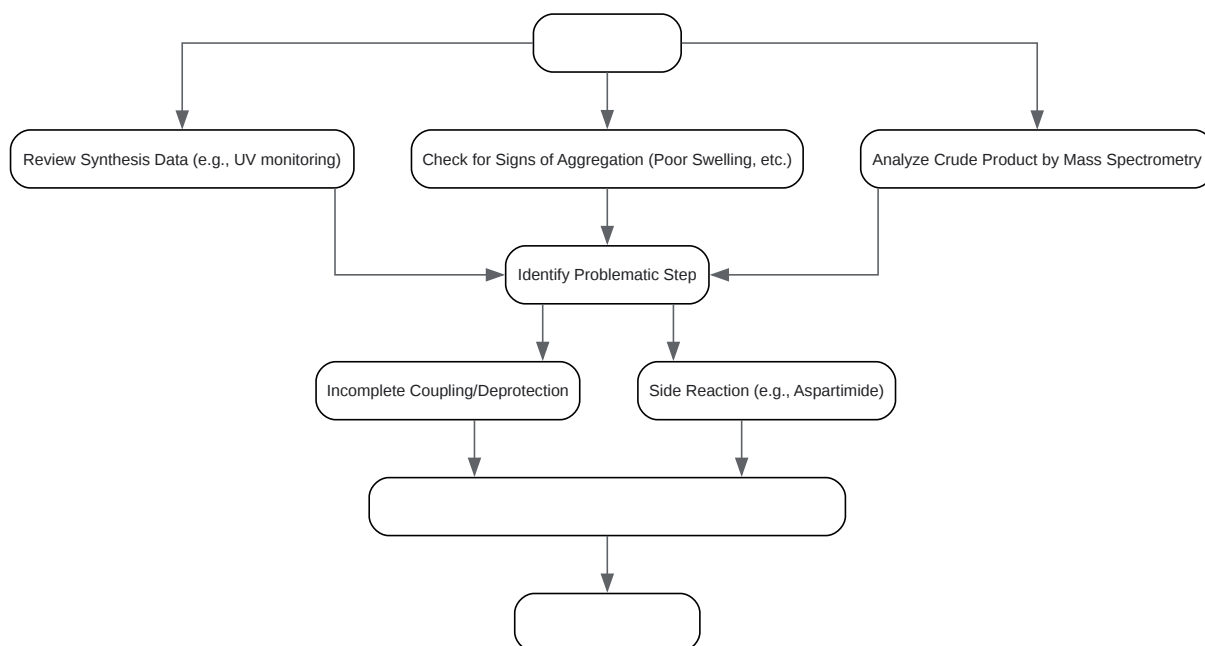 Review Synthesis Data (e.g., UV monitoring)
Check for Signs of Aggregation (Poor Swelling, etc.)
Analyze Crude Product by Mass Spectrometry
Identify Problematic Step
Incomplete Coupling/Deprotection
Side Reaction (e.g., Aspartimide)